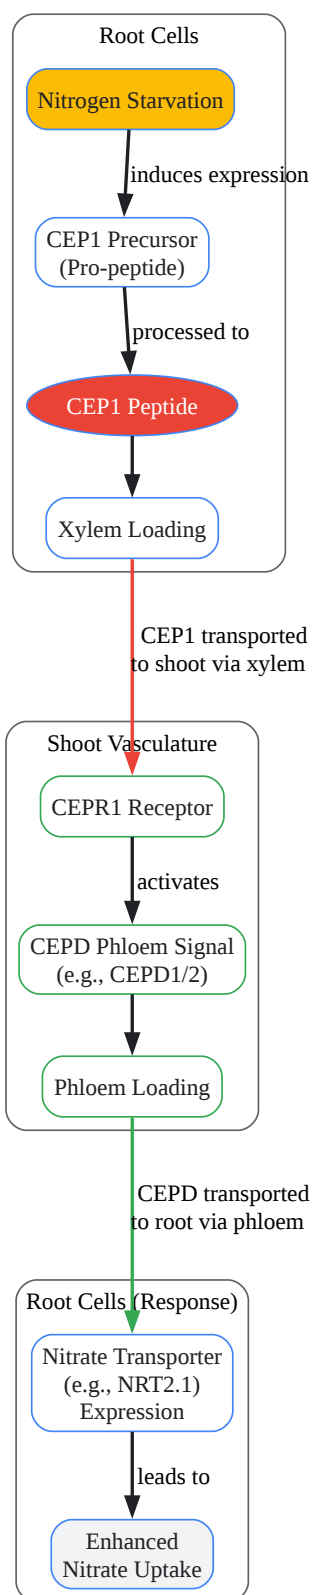 Root Cells
Nitrogen Starvation
induces expression
CEP1 Precursor
(Pro-peptide)
processed to
CEP1 Peptide
Xylem Loading
CEP1 transported
to shoot via xylem
Shoot Vasculature
CEPR1 Receptor
activates
CEPD Phloem Signal
(e.g., CEPD1/2)
Phloem Loading
CEPD transported
to root via phloem
Root Cells (Response)
Nitrate Transporter
(e.g., NRT2.1)
Expression
leads to
Enhanced
Nitrate Uptake